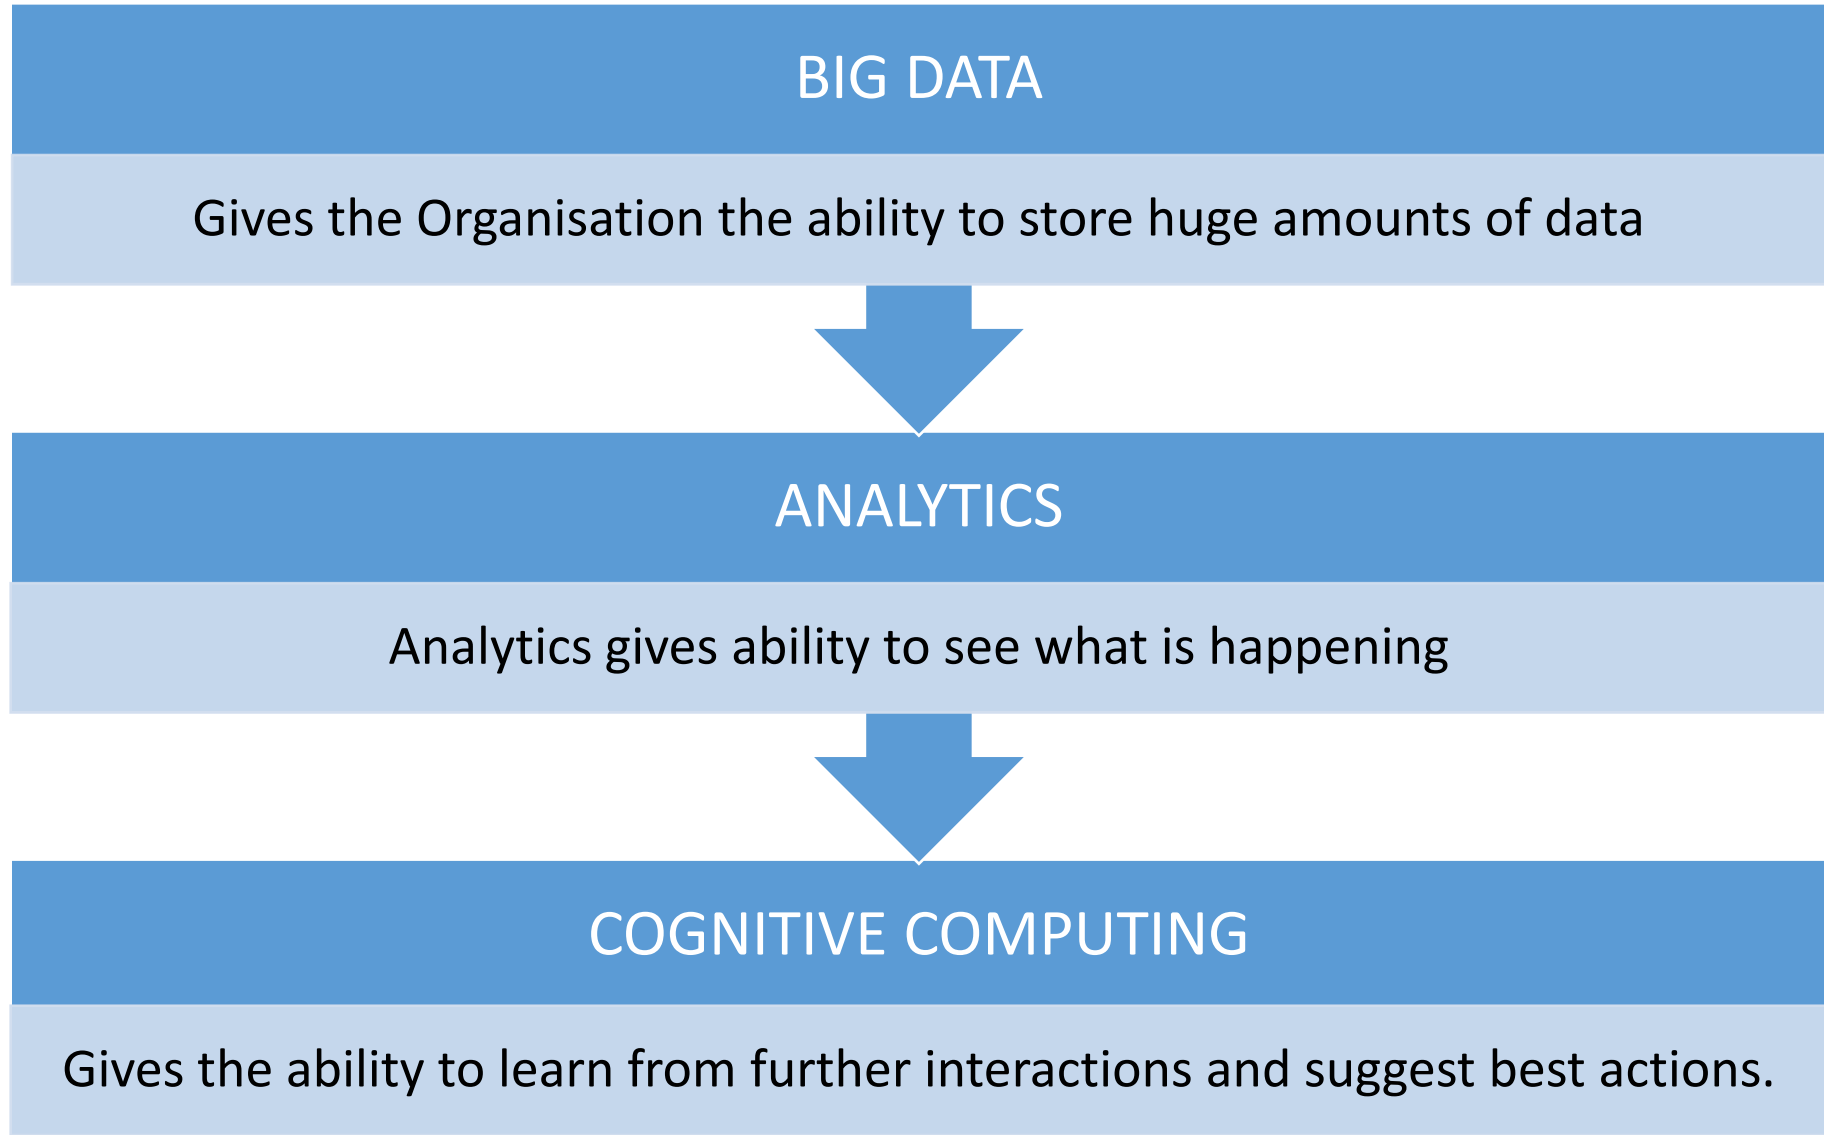 BIG DATA
Gives the Organisation the ability to store huge amounts of data
ANALYTICS
Analytics gives ability to see what is happening
COGNITIVE COMPUTING
Gives the ability to learn from further interactions and suggest best actions.